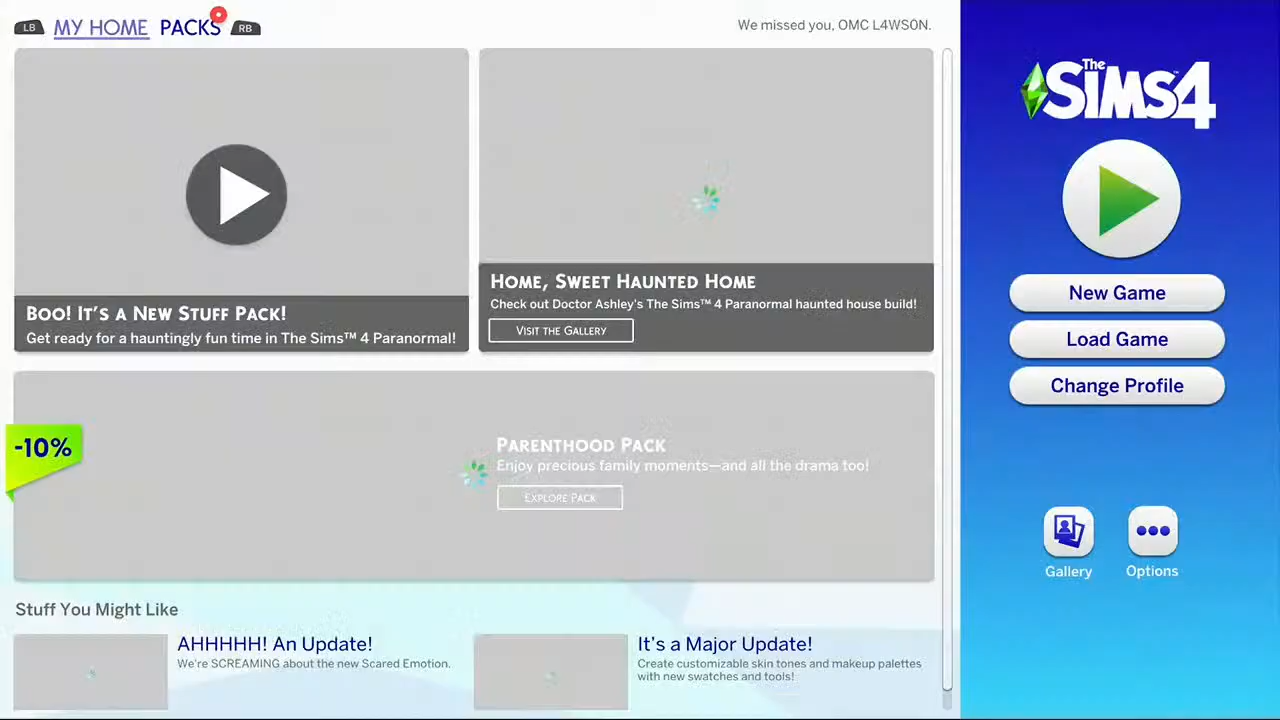 LB MY HOME PACKS RB
We missed you, OMC L4WS0N.
The
SIMS4
BOO! IT'S A NEW STUFF PACK!
Get ready for a hauntingly fun time in The Sims™ 4 Paranormal!
HOME, SWEET HAUNTED HOME
Check out Doctor Ashley's The Sims™ 4 Paranormal haunted house build!
VISIT THE GALLERY
-10%
PARENTHOOD PACK
Enjoy precious family moments—and all the drama too!
EXPLORE PACK
Stuff You Might Like
AHHHHH! An Update!
We're SCREAMING about the new Scared Emotion.
It's a Major Update!
Create customizable skin tones and makeup palettes
with new swatches and tools!
New Game
Load Game
Change Profile
Gallery
Options